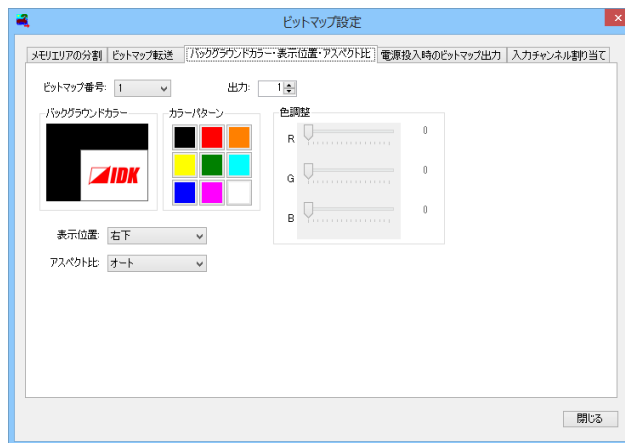 ビットマップ設定
メモリエリアの分割 ビットマップ転送 バックグラウンドカラー・表示位置・アスペクト比 電源投入時のビットマップ出力 入力チャンネル割り当て
ビットマップ番号: 1 出力: 1
バックグラウンドカラー カラーパターン 色調整
R 0
IDK
G 0
B 0
表示位置: 右下
アスペクト比: オート
閉じる